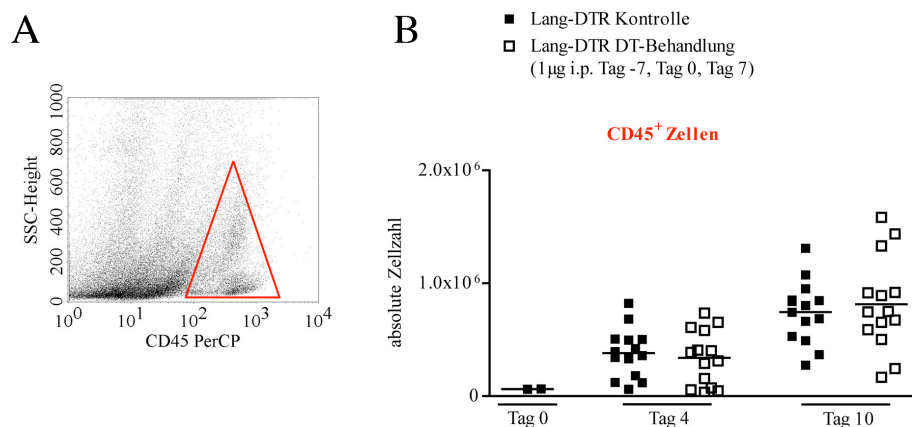 A
SSC-Height
1000
800
600
400
200
0
10^0 10^1 10^2 10^3 10^4
CD45 PerCP
B
Lang-DTR Kontrolle
Lang-DTR DT-Behandlung
(1µg i.p. Tag -7, Tag 0, Tag 7)
CD45+ Zellen
absolute Zellzahl
2.0x10^6
1.0x10^6
0
Tag 0 Tag 4 Tag 10